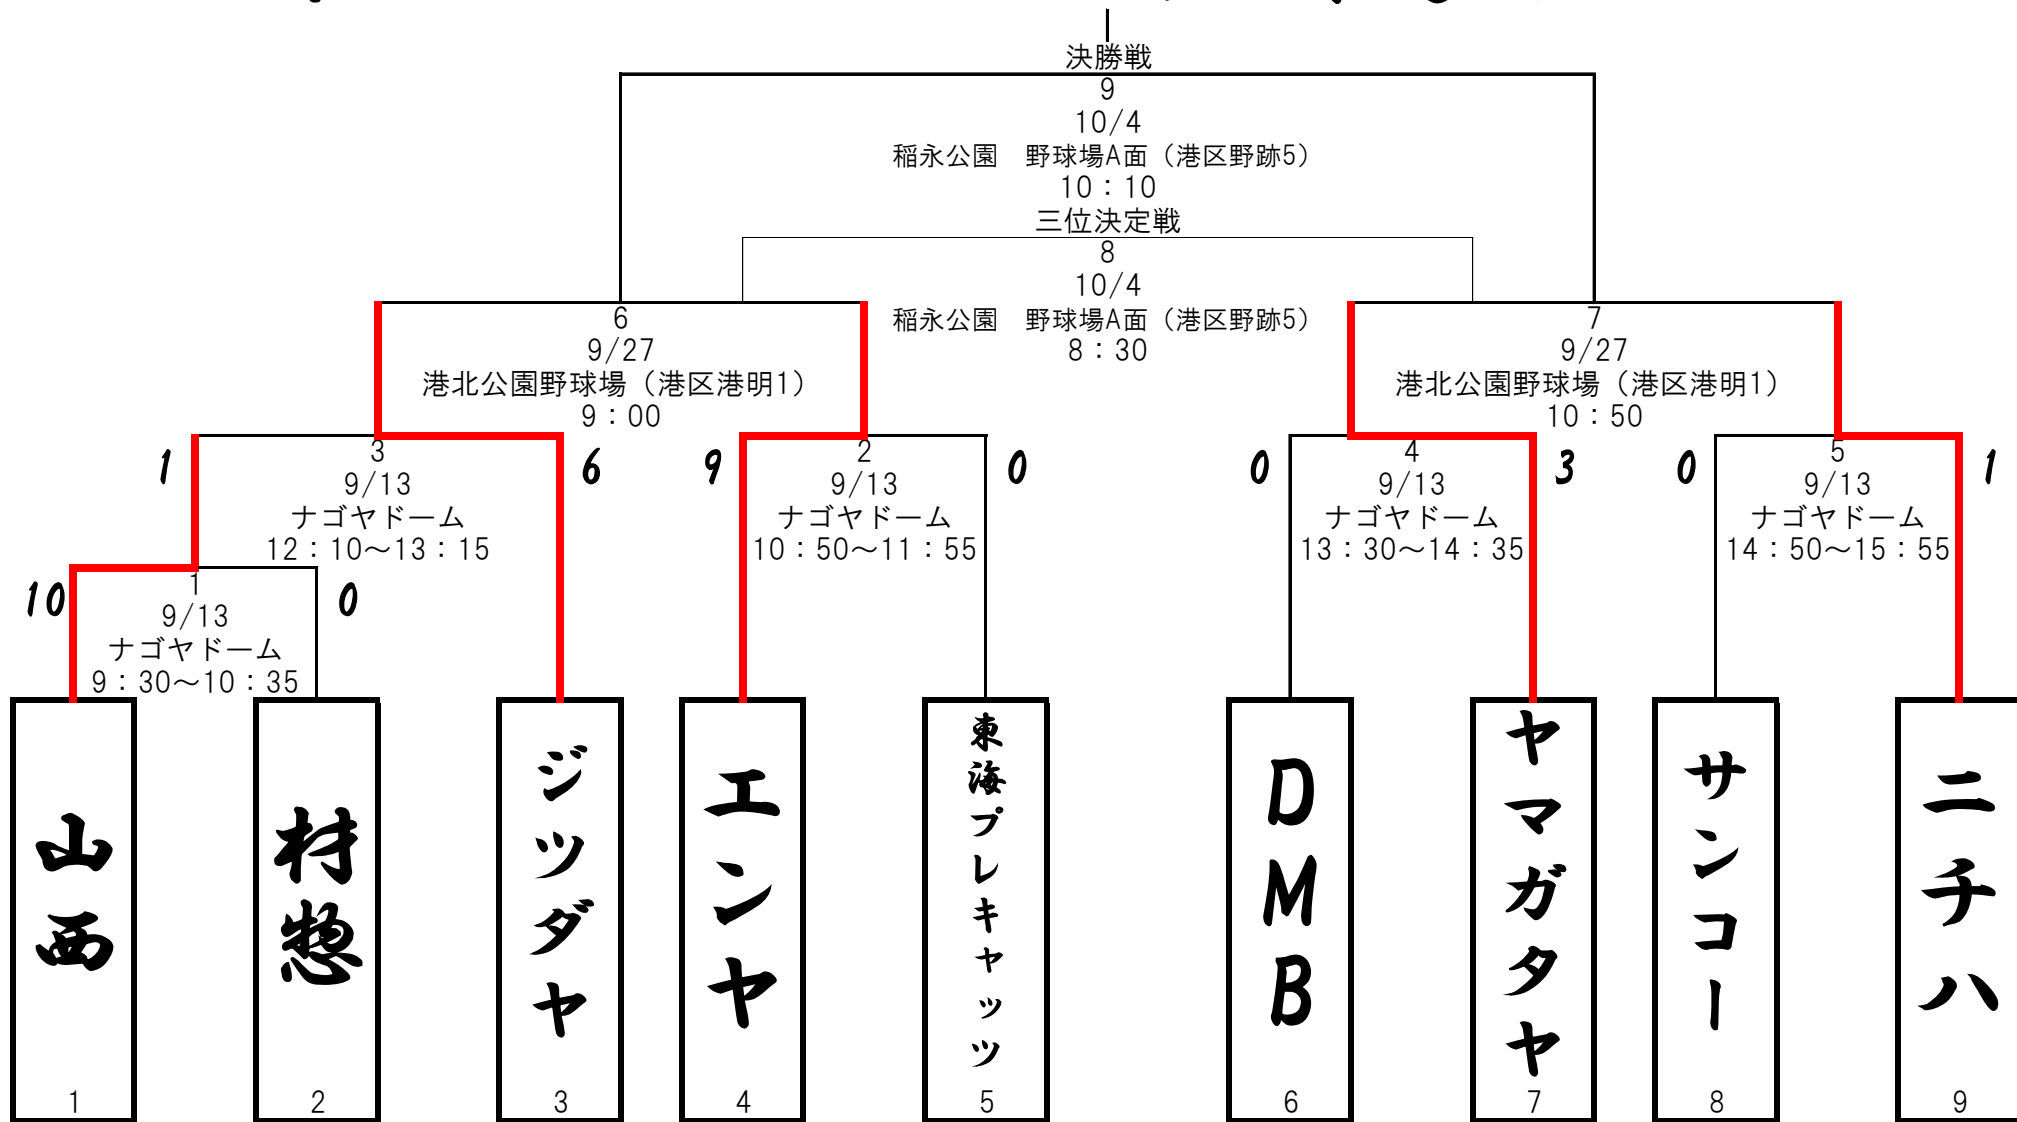 決勝戦
9
10/4
稲永公園　野球場A面（港区野跡5）
10：10
三位決定戦
8
10/4
稲永公園　野球場A面（港区野跡5）
8：30
6
9/27
港北公園野球場（港区港明1）
9：00
7
9/27
港北公園野球場（港区港明1）
10：50
1
3
9/13
ナゴヤドーム
12：10～13：15
6
9
2
9/13
ナゴヤドーム
10：50～11：55
0
0
4
9/13
ナゴヤドーム
13：30～14：35
3
0
5
9/13
ナゴヤドーム
14：50～15：55
1
10
1
9/13
ナゴヤドーム
9：30～10：35
0
山西
1
材惣
2
ジツダヤ
3
エンヤ
4
東海プレキャッツ
5
DMB
6
ヤマガタヤ
7
サンコー
8
ニチハ
9